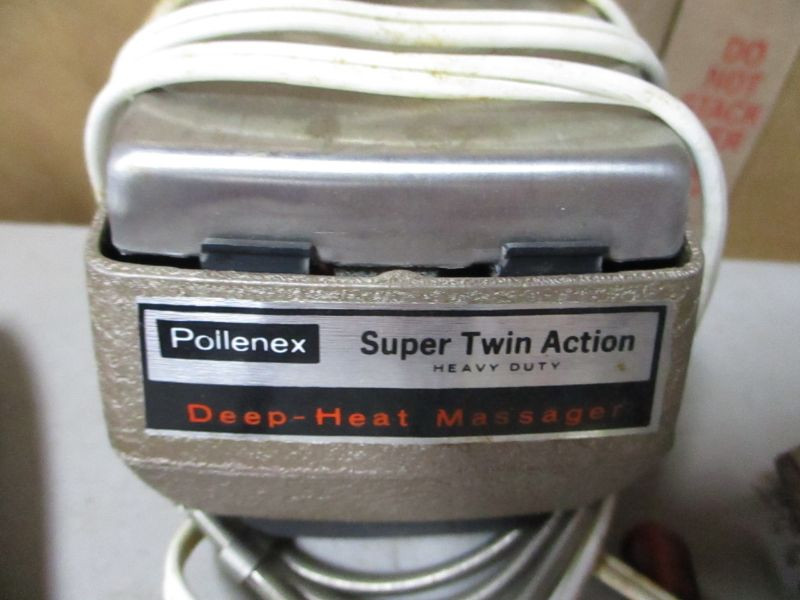 DO
NOT
STACK
Pollenex
Super Twin Action
HEAVY DUTY
Deep-Heat Massager